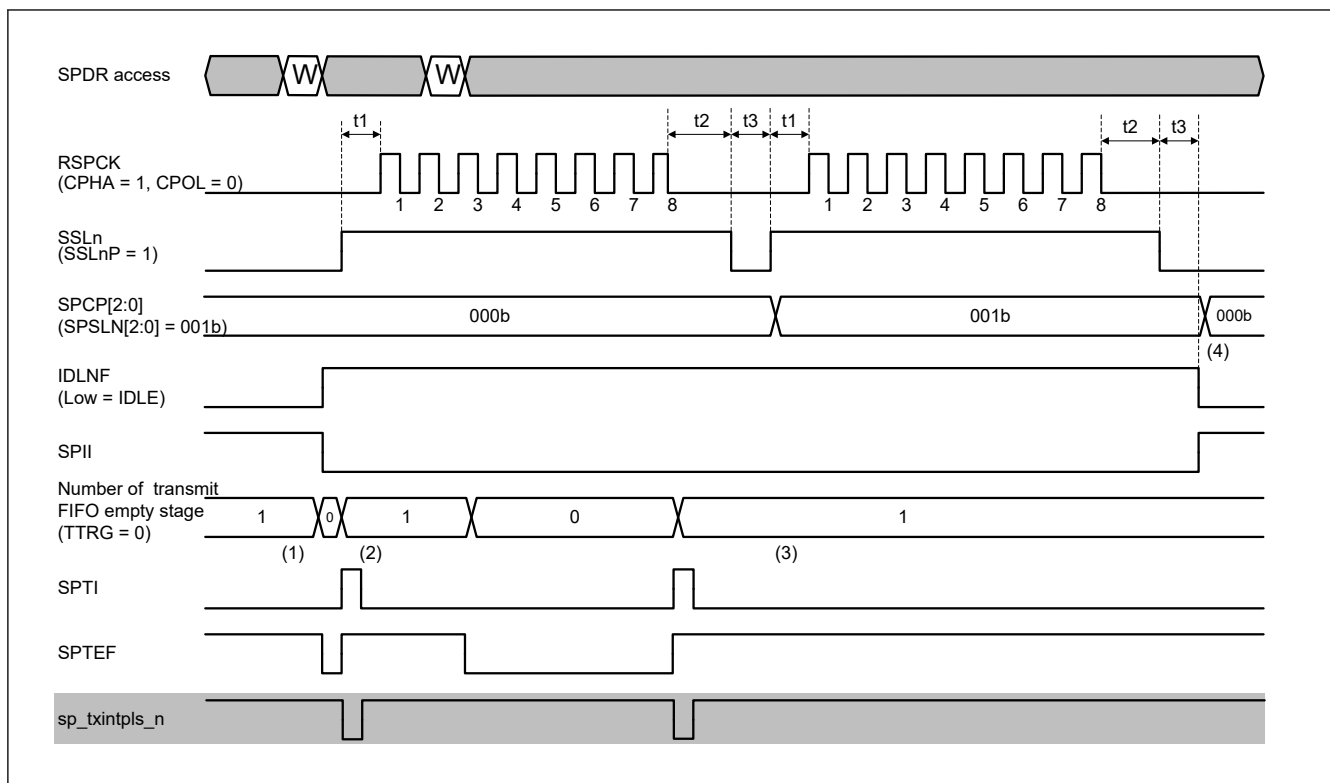 SPDR access
W W
t1 t2 t3 t1 t2 t3
RSPCK
(CPHA = 1, CPOL = 0)
1 2 3 4 5 6 7 8 1 2 3 4 5 6 7 8
SSLn
(SSLnP = 1)
SPCP[2:0]
(SPSLN[2:0] = 001b)
000b 001b 000b
(4)
IDLNF
(Low = IDLE)
SPII
Number of transmit
FIFO empty stage
(TTRG = 0)
1 0 1 0 1
(1) (2) (3)
SPTI
SPTEF
sp_txintpls_n